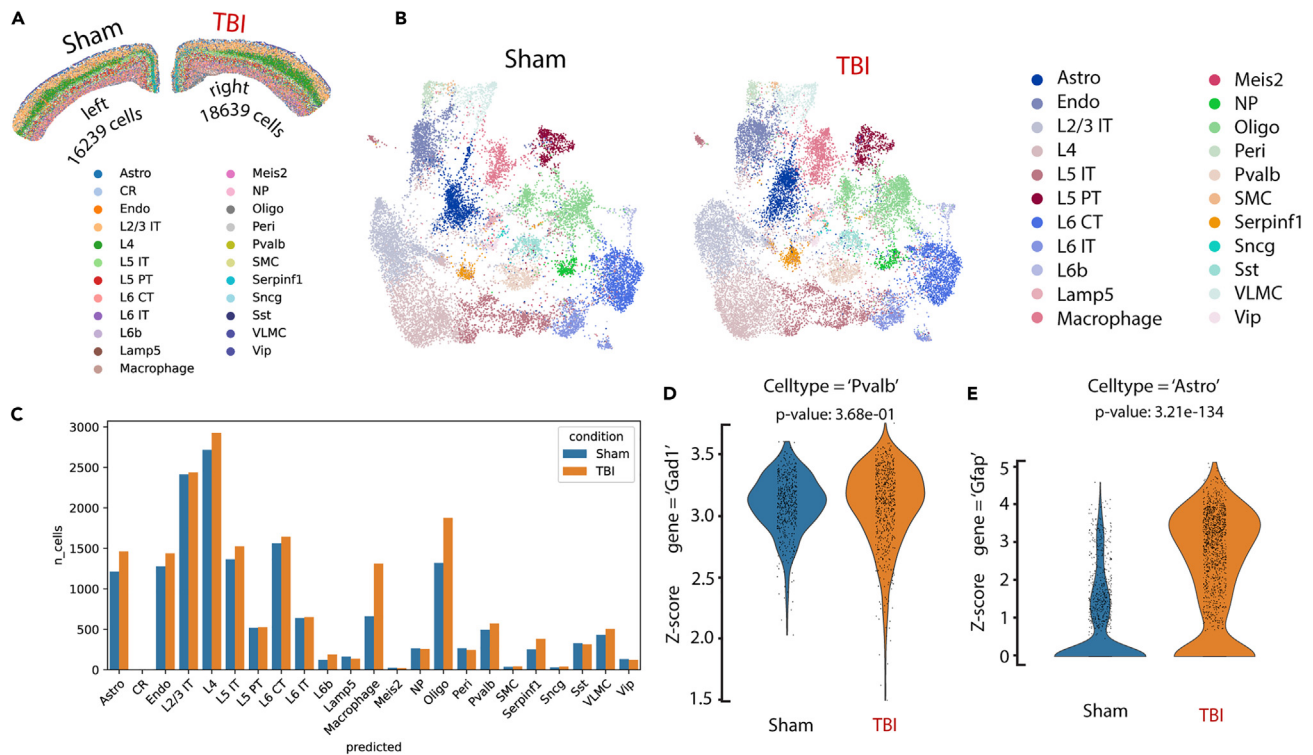 A
Sham
TBI
left
16239 cells
right
18639 cells
Astro
CR
Endo
L2/3 IT
L4
L5 IT
L5 PT
L6 CT
L6 IT
L6b
Lamp5
Macrophage
Meis2
NP
Oligo
Peri
Pvalb
SMC
Serpinf1
Sncg
Sst
VLMC
Vip
B
Sham
TBI
Astro
Endo
L2/3 IT
L4
L5 IT
L5 PT
L6 CT
L6 IT
L6b
Lamp5
Macrophage
Meis2
NP
Oligo
Peri
Pvalb
SMC
Serpinf1
Sncg
Sst
VLMC
Vip
C
condition
Sham
TBI
n_cells
3000
2500
2000
1500
1000
500
0
Astro
CR
Endo
L2/3 IT
L4
L5 IT
L5 PT
L6 CT
L6 IT
L6b
Lamp5
Macrophage
Meis2
NP
Oligo
Peri
Pvalb
SMC
Serpinf1
Sncg
Sst
VLMC
Vip
predicted
D
Celltype = 'Pvalb'
p-value: 3.68e-01
Z-score gene = 'Gad1'
3.5
3.0
2.5
2.0
1.5
Sham
TBI
E
Celltype = 'Astro'
p-value: 3.21e-134
Z-score gene = 'Gfap'
5
4
3
2
1
0
Sham
TBI